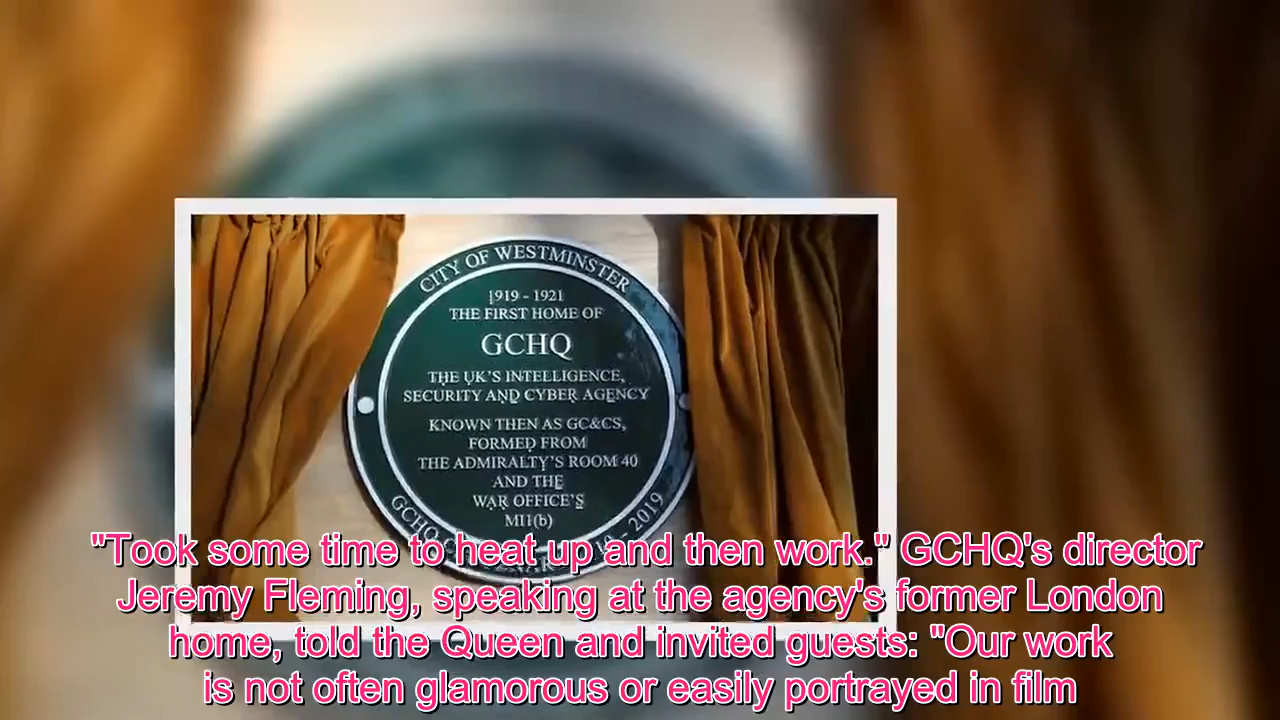 CITY OF WESTMINSTER
1919 - 1921
THE FIRST HOME OF
GCHQ
THE UK'S INTELLIGENCE,
SECURITY AND CYBER AGENCY
KNOWN THEN AS GC&CS,
FORMED FROM
THE ADMIRALTY'S ROOM 40
AND THE
WAR OFFICE'S
MI1(b)
GCHQ 2019
"Took some time to heat up and then work." GCHQ's director
Jeremy Fleming, speaking at the agency's former London
home, told the Queen and invited guests: "Our work
is not often glamorous or easily portrayed in film